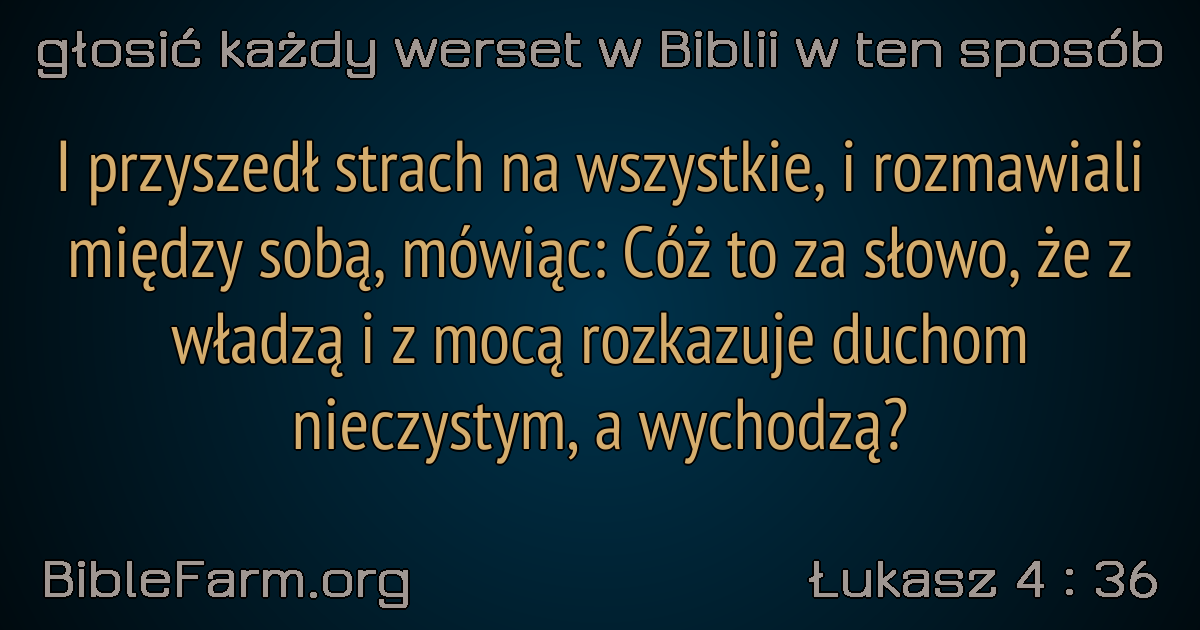 głosić każdy werset w Biblii w ten sposób
I przyszedł strach na wszystkie, i rozmawiali
między sobą, mówiąc: Cóż to za słowo, że z
władzą i z mocą rozkazuje duchom
nieczystym, a wychodzą?
BibleFarm.org
Łukasz 4 : 36